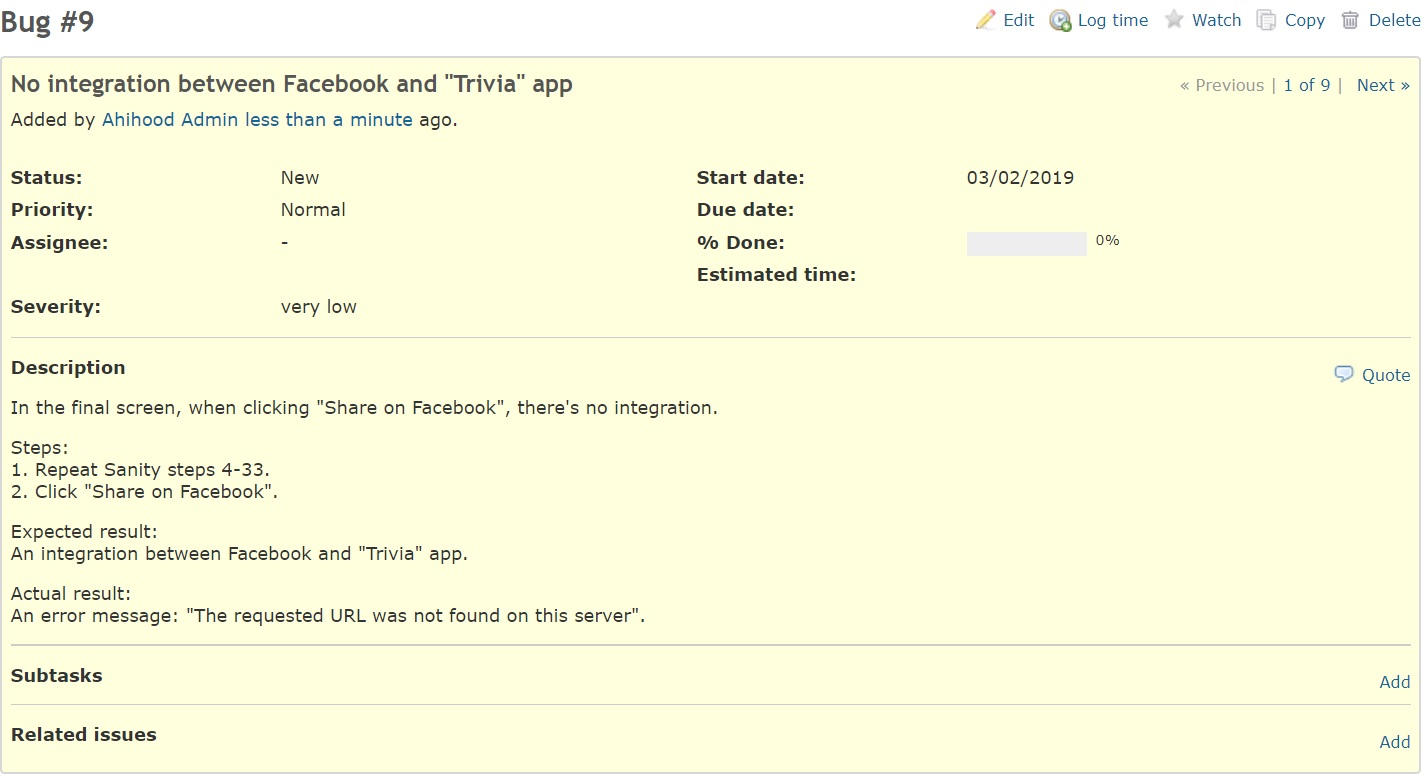 Bug #9
Edit Log time Watch Copy Delete
No integration between Facebook and "Trivia" app
« Previous | 1 of 9 | Next »
Added by Ahihood Admin less than a minute ago.
Status: New Start date: 03/02/2019
Priority: Normal Due date:
Assignee: - % Done: 0%
Estimated time:
Severity: very low
Description
Quote
In the final screen, when clicking "Share on Facebook", there's no integration.
Steps:
1. Repeat Sanity steps 4-33.
2. Click "Share on Facebook".
Expected result:
An integration between Facebook and "Trivia" app.
Actual result:
An error message: "The requested URL was not found on this server".
Subtasks
Add
Related issues
Add